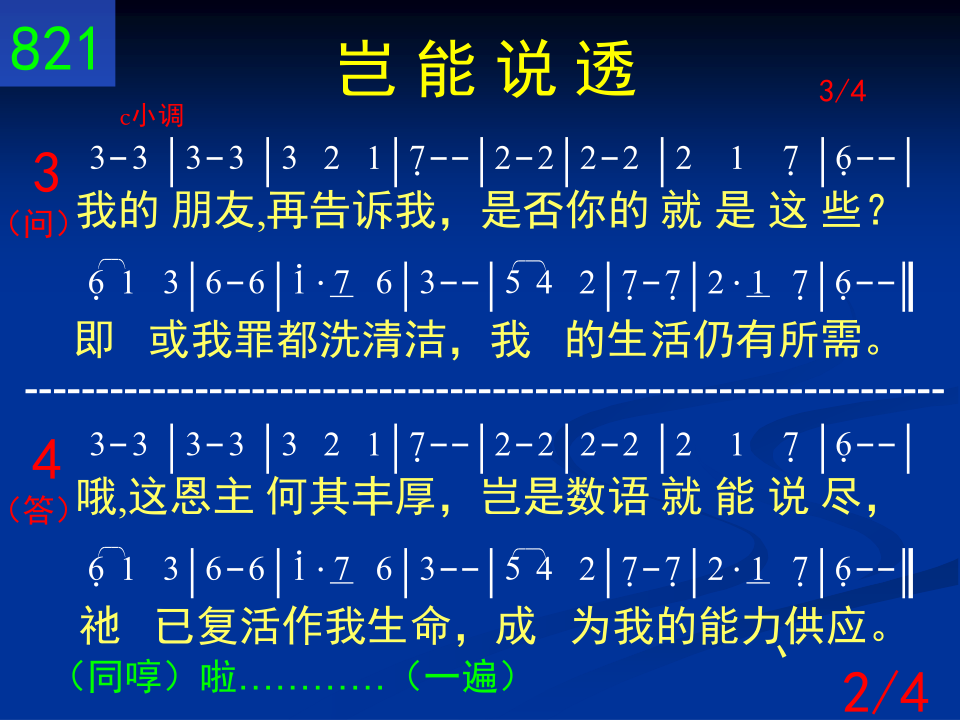 821
岂能说透
3/4
c小调
3-3 |3-3 |3 2 1|7̣--|2-2|2-2 |2 1 7̣ |6̣--|
3
(问)我的 朋友,再告诉我，是否你的 就 是 这 些？
6̣ 1 3|6-6|i·7 6|3--|5 4 2|7̣-7̣|2·1 7̣|6̣--‖
即 或我罪都洗清洁，我 的生活仍有所需。
------------------------------------------------------------------
3-3 |3-3 |3 2 1|7̣--|2-2|2-2 |2 1 7̣ |6̣--|
4
(答)哦,这恩主 何其丰厚，岂是数语 就 能 说 尽，
6̣ 1 3|6-6|i·7 6|3--|5 4 2|7̣-7̣|2·1 7̣|6̣--‖
祂 已复活作我生命，成 为我的能力、供应。
（同哼）啦…………（一遍）
2/4